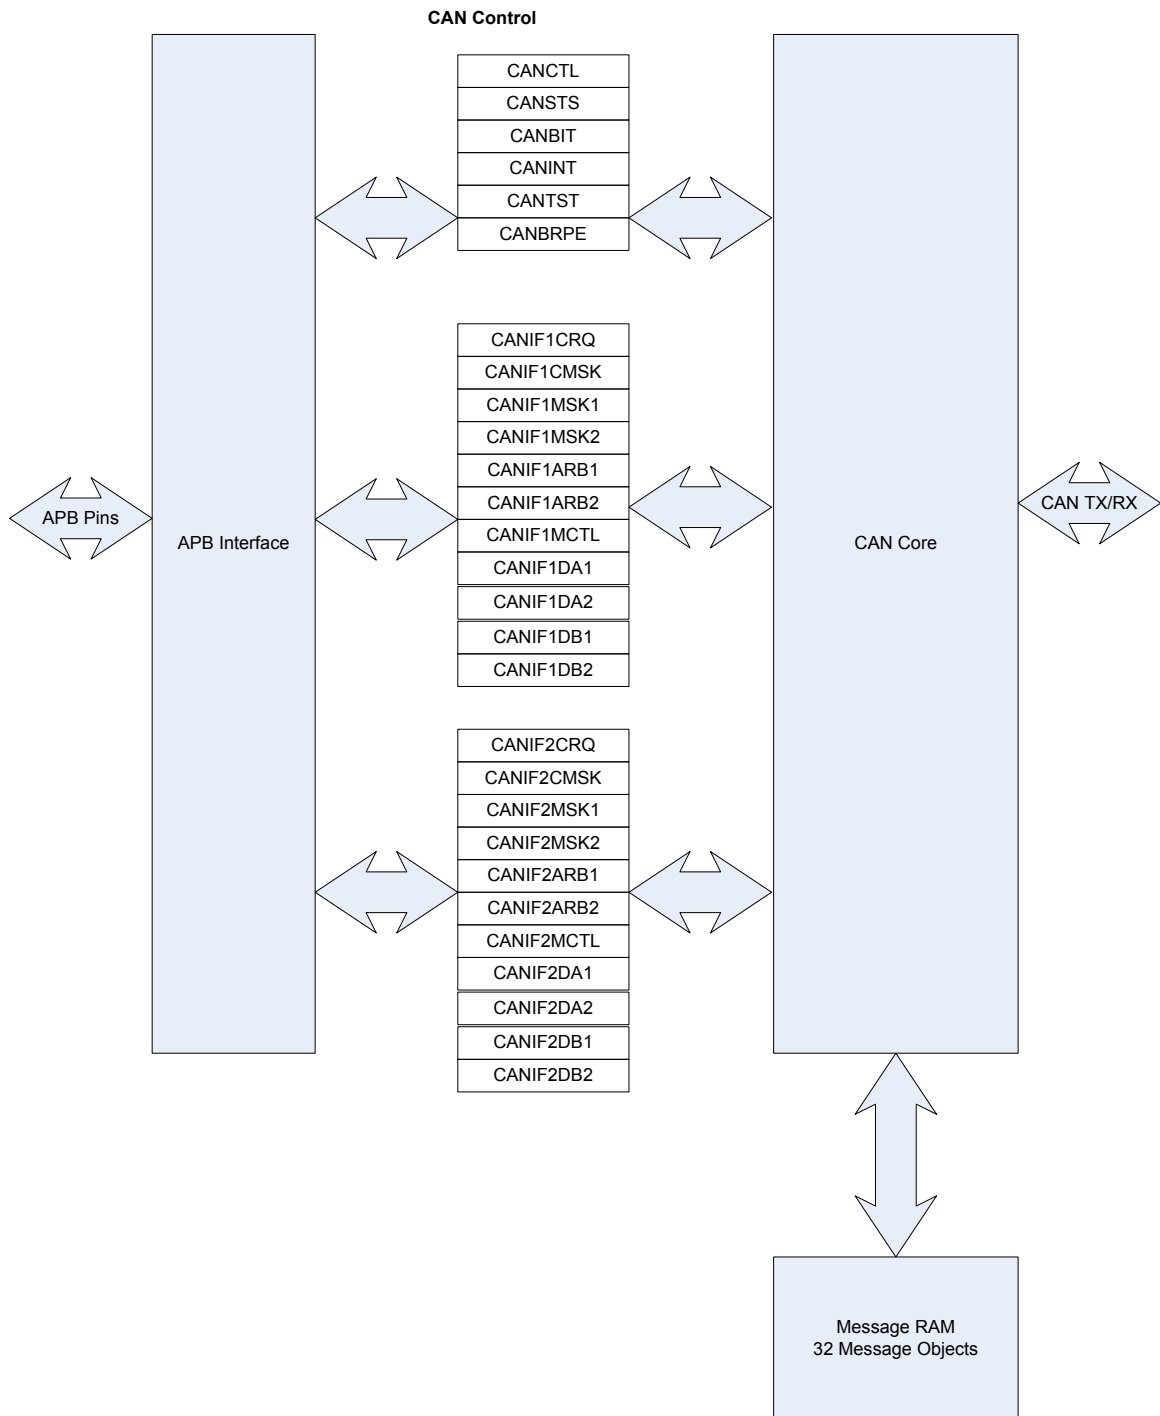 CAN Control
CANCTL
CANSTS
CANBIT
CANINT
CANTST
CANBRPE
CANIF1CRQ
CANIF1CMSK
CANIF1MSK1
CANIF1MSK2
CANIF1ARB1
CANIF1ARB2
CANIF1MCTL
CANIF1DA1
CANIF1DA2
CANIF1DB1
CANIF1DB2
APB Pins
APB Interface
CAN Core
CAN TX/RX
CANIF2CRQ
CANIF2CMSK
CANIF2MSK1
CANIF2MSK2
CANIF2ARB1
CANIF2ARB2
CANIF2MCTL
CANIF2DA1
CANIF2DA2
CANIF2DB1
CANIF2DB2
Message RAM
32 Message Objects